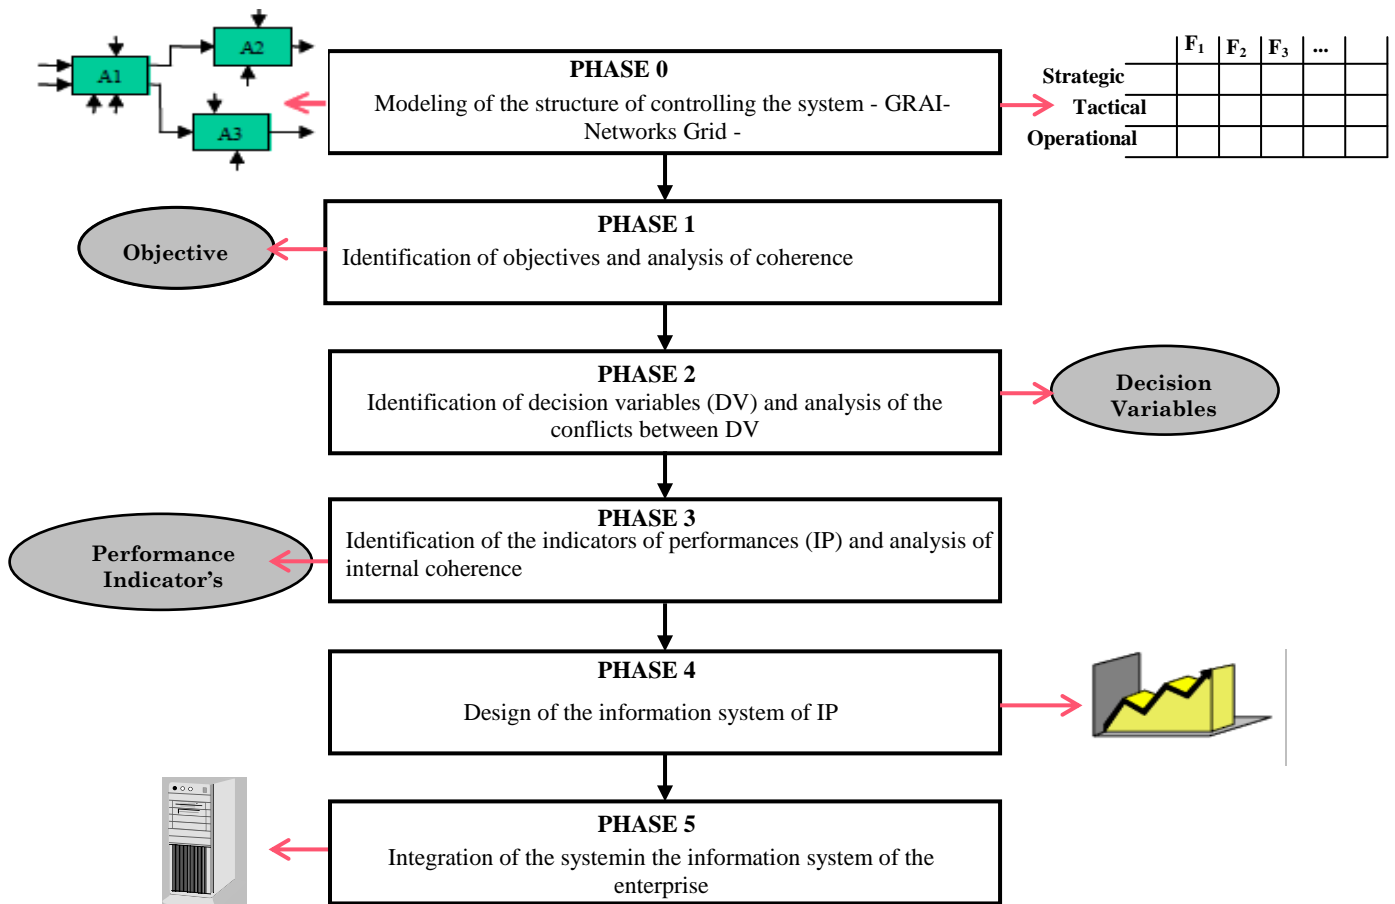 A1
A2
A3
PHASE 0
Modeling of the structure of controlling the system - GRAI-
Networks Grid -
F1 F2 F3 ...
Strategic
Tactical
Operational
PHASE 1
Identification of objectives and analysis of coherence
Objective
PHASE 2
Identification of decision variables (DV) and analysis of the
conflicts between DV
Decision
Variables
PHASE 3
Identification of the indicators of performances (IP) and analysis of
internal coherence
Performance
Indicator's
PHASE 4
Design of the information system of IP
PHASE 5
Integration of the systemin the information system of the
enterprise